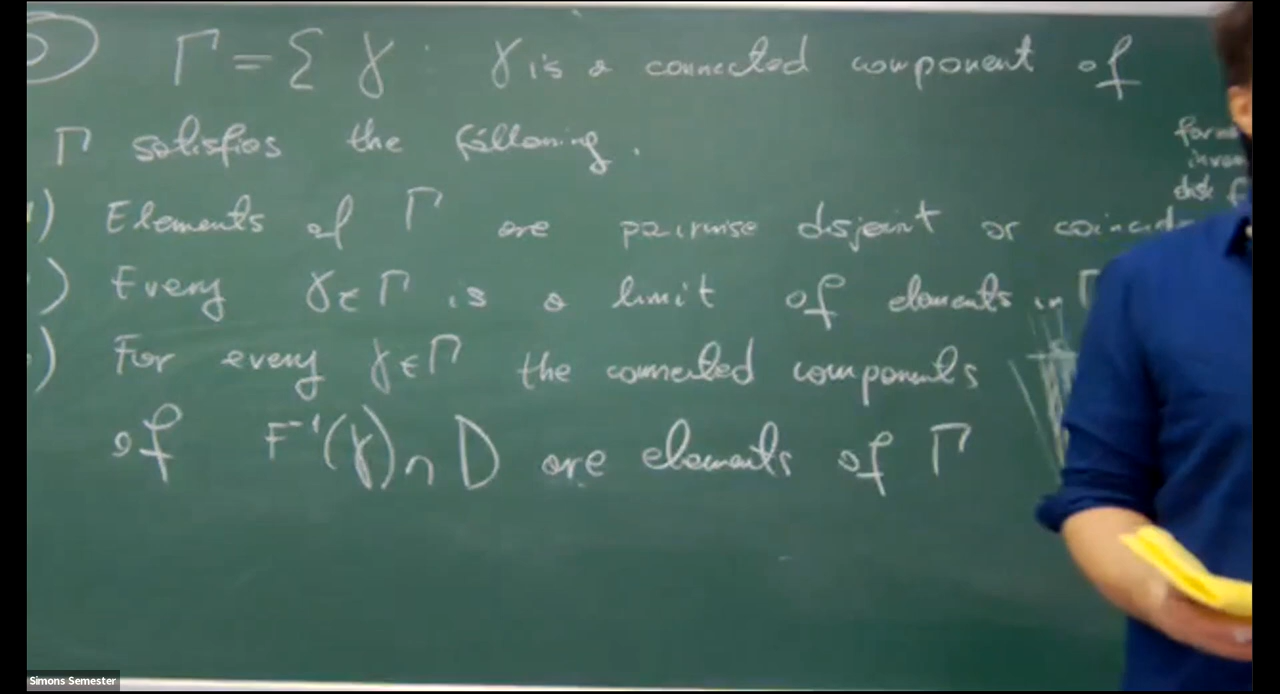 Γ = { γ : γ is a connected component of
Γ satisfies the following.
) Elements of Γ are pairwise disjoint or coincide
) Every γ ∈ Γ is a limit of elements in Γ
) For every γ ∈ Γ the connected components
of F⁻¹(γ) ∩ D are elements of Γ
Simons Semester